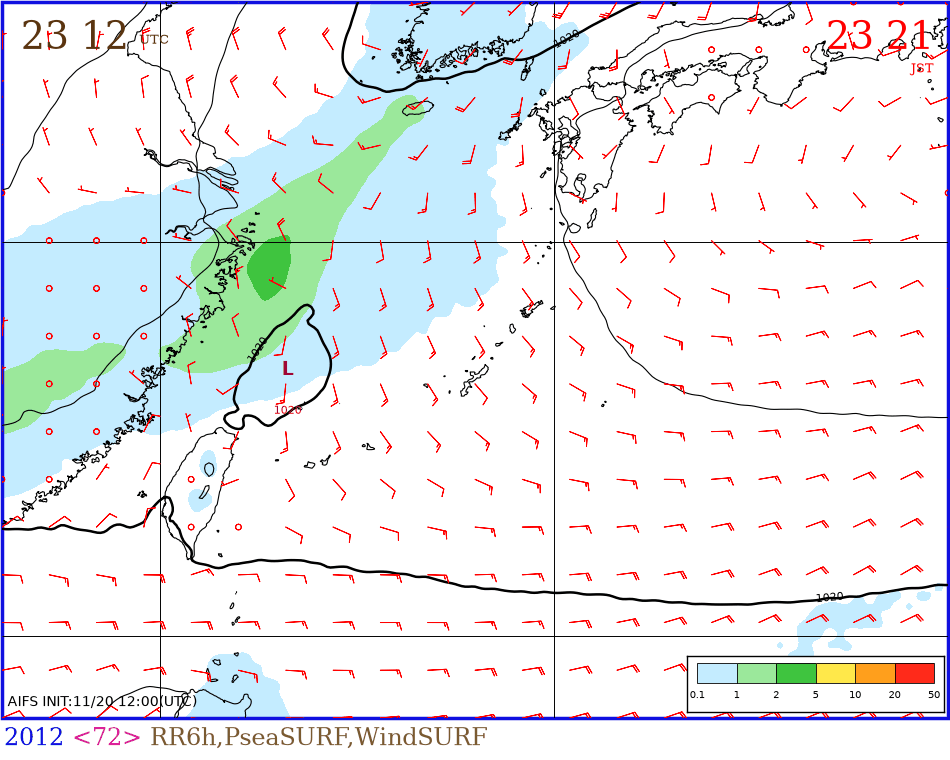 23 12 UTC
23 21
JST
1020
1020
L
1020
1020
0.1 1 2 5 10 20 50
AIFS INIT:11/20 12:00(UTC)
2012 <72> RR6h,PseaSURF,WindSURF